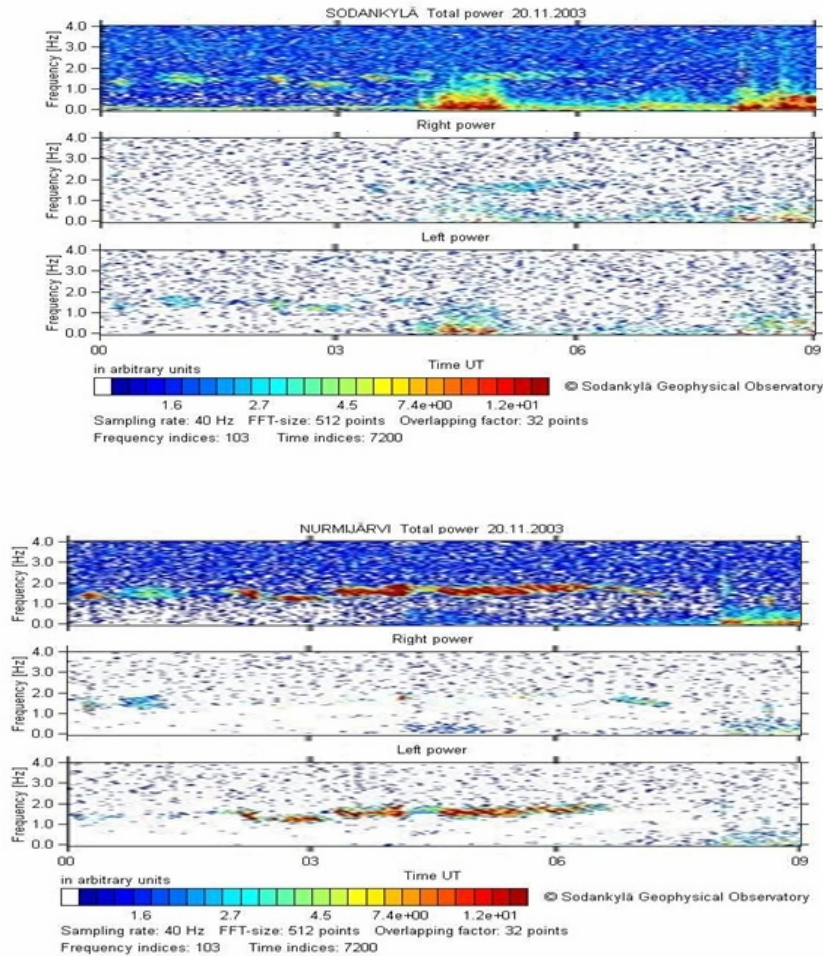 SODANKYLÄ Total power 20.11.2003
Frequency [Hz]
4.0
3.0
2.0
1.0
0.0
Right power
Frequency [Hz]
4.0
3.0
2.0
1.0
0.0
Left power
Frequency [Hz]
4.0
3.0
2.0
1.0
0.0
00 03 06 09
in arbitrary units Time UT
© Sodankylä Geophysical Observatory
1.6 2.7 4.5 7.4e+00 1.2e+01
Sampling rate: 40 Hz FFT-size: 512 points Overlapping factor: 32 points
Frequency indices: 103 Time indices: 7200
NURMIJÄRVI Total power 20.11.2003
Frequency [Hz]
4.0
3.0
2.0
1.0
0.0
Right power
Frequency [Hz]
4.0
3.0
2.0
1.0
0.0
Left power
Frequency [Hz]
4.0
3.0
2.0
1.0
0.0
00 03 06 09
in arbitrary units Time UT
© Sodankylä Geophysical Observatory
1.6 2.7 4.5 7.4e+00 1.2e+01
Sampling rate: 40 Hz FFT-size: 512 points Overlapping factor: 32 points
Frequency indices: 103 Time indices: 7200